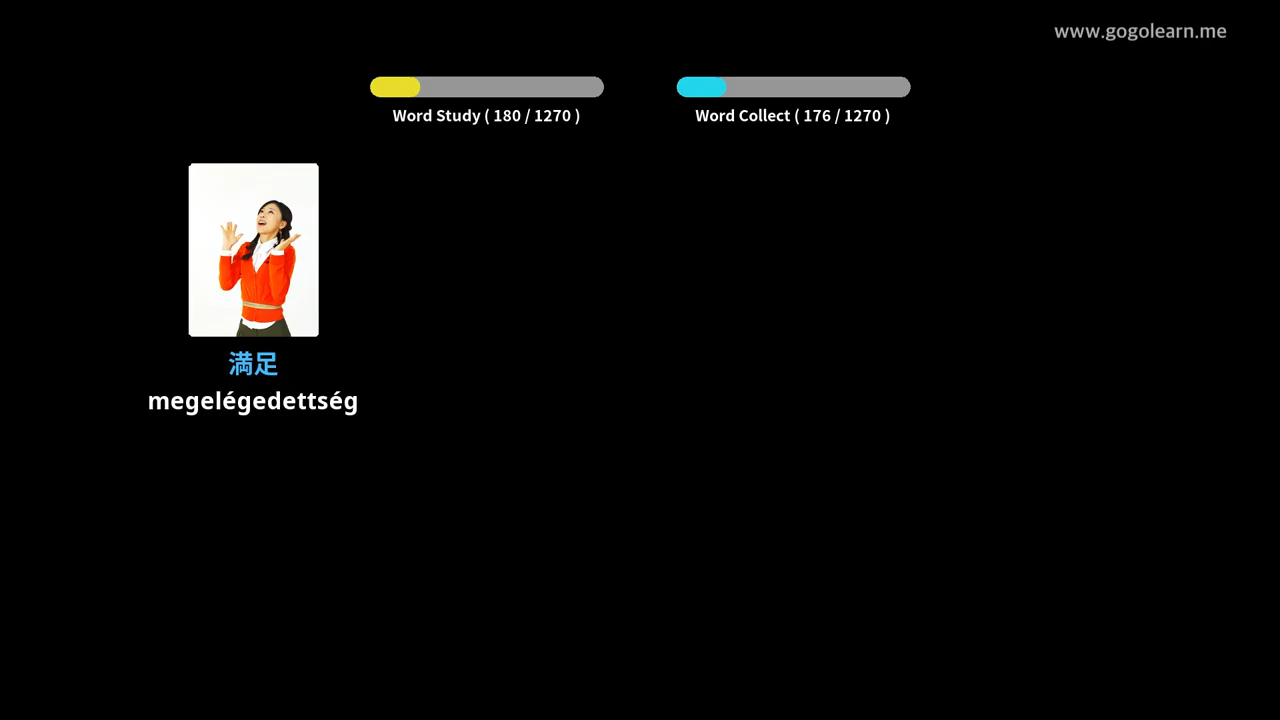 www.gogolearn.me
Word Study ( 180 / 1270 )
Word Collect ( 176 / 1270 )
満足
megelégedettség